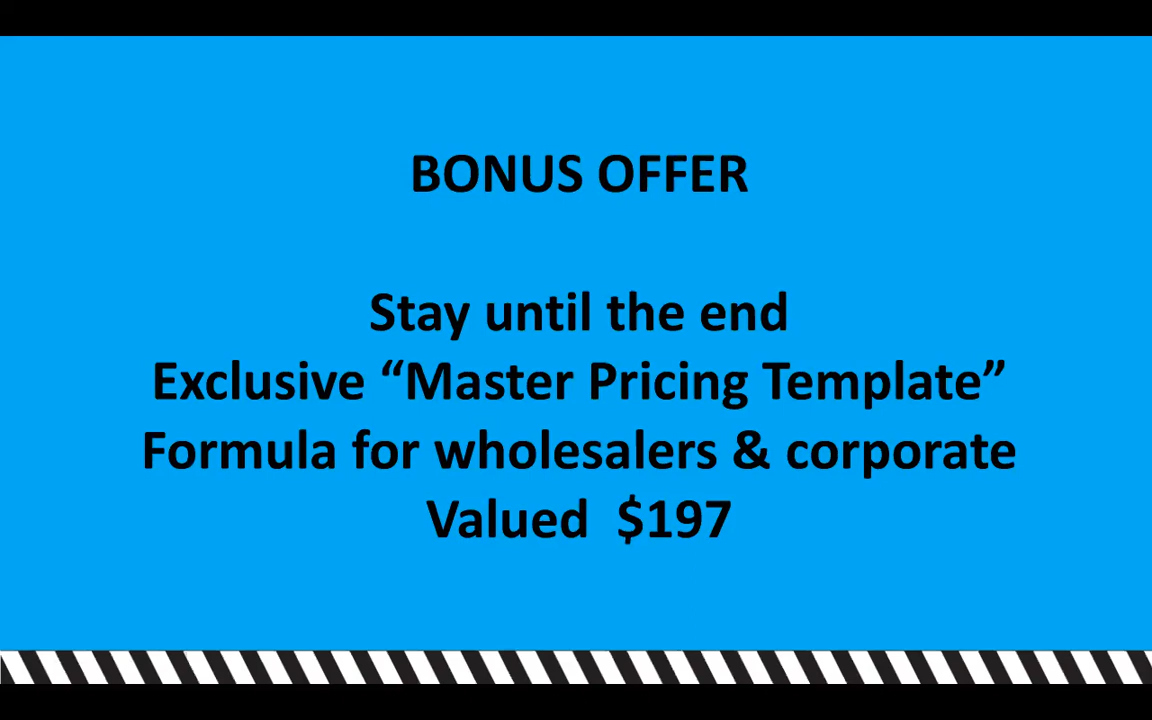 BONUS OFFER
Stay until the end
Exclusive “Master Pricing Template”
Formula for wholesalers & corporate
Valued  $197